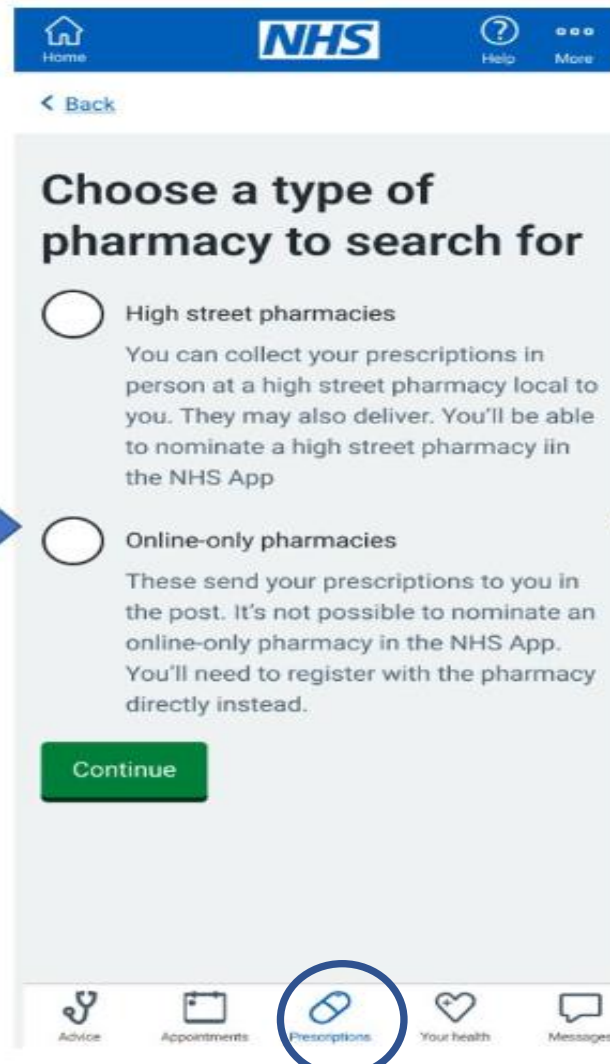 NHS
Home
Help
More
< Back
Choose a type of
pharmacy to search for
High street pharmacies
You can collect your prescriptions in
person at a high street pharmacy local to
you. They may also deliver. You'll be able
to nominate a high street pharmacy iin
the NHS App
Online-only pharmacies
These send your prescriptions to you in
the post. It's not possible to nominate an
online-only pharmacy in the NHS App.
You'll need to register with the pharmacy
directly instead.
Continue
Advice
Appointments
Prescriptions
Your health
Messages